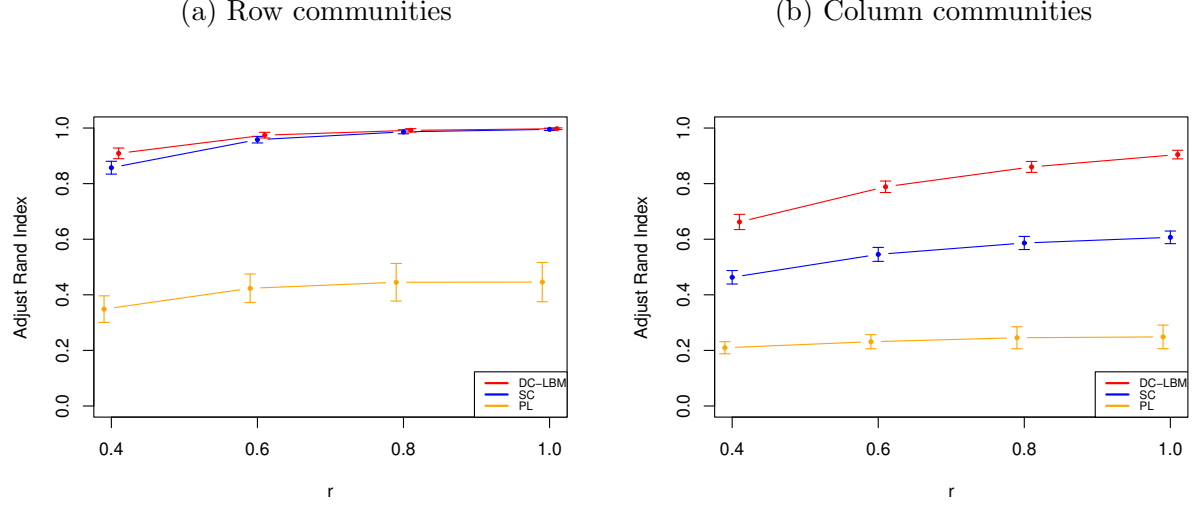 (a) Row communities
(b) Column communities
Adjust Rand Index
1.0
0.8
0.6
0.4
0.2
0.0
DC−LBM
SC
PL
0.4 0.6 0.8 1.0
r
Adjust Rand Index
1.0
0.8
0.6
0.4
0.2
0.0
DC−LBM
SC
PL
0.4 0.6 0.8 1.0
r